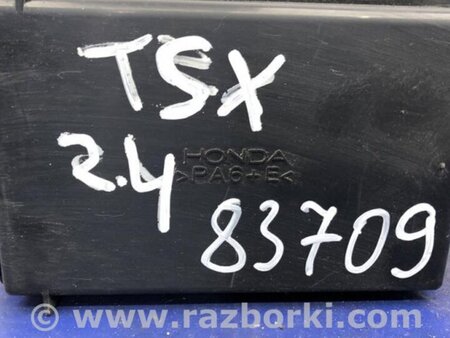 TSX
2.4
HONDA
>PA6+E<
83709
www.razborki.com